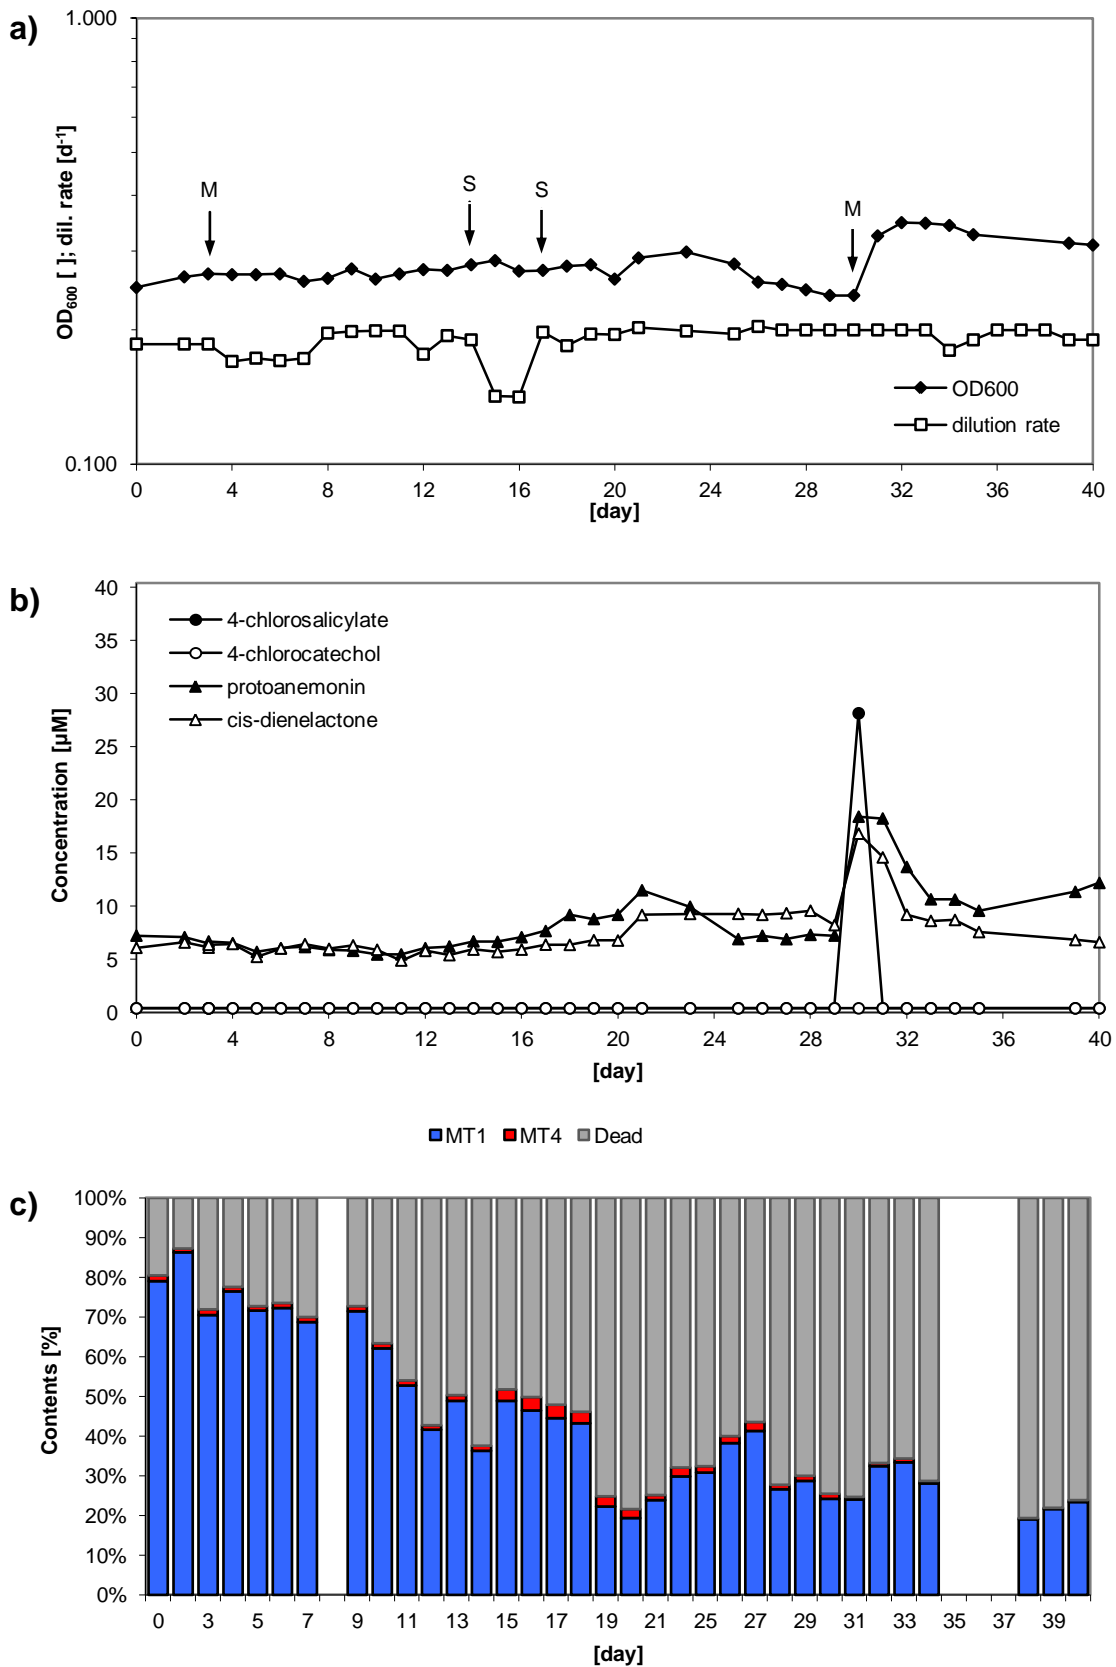 a)
1.000
OD600 [ ]; dil. rate [d-1]
M
S
S
M
OD600
dilution rate
0.100
0 4 8 12 16 20 24 28 32 36 40
[day]
b)
40
35
30
25
20
15
10
5
0
Concentration [µM]
4-chlorosalicylate
4-chlorocatechol
protoanemonin
cis-dienelactone
0 4 8 12 16 20 24 28 32 36 40
[day]
MT1 MT4 Dead
c)
100%
90%
80%
70%
60%
50%
40%
30%
20%
10%
0%
Contents [%]
0 3 5 7 9 11 13 15 17 19 21 25 27 29 31 33 35 39
[day]